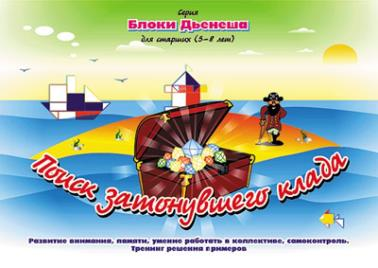 Серия
Блоки Дьенеша
для старших (5-8 лет)
Поиск затонувшего клада
Развитие внимания, памяти, умение работать в коллективе, самоконтроль.
Тренинг решения примеров